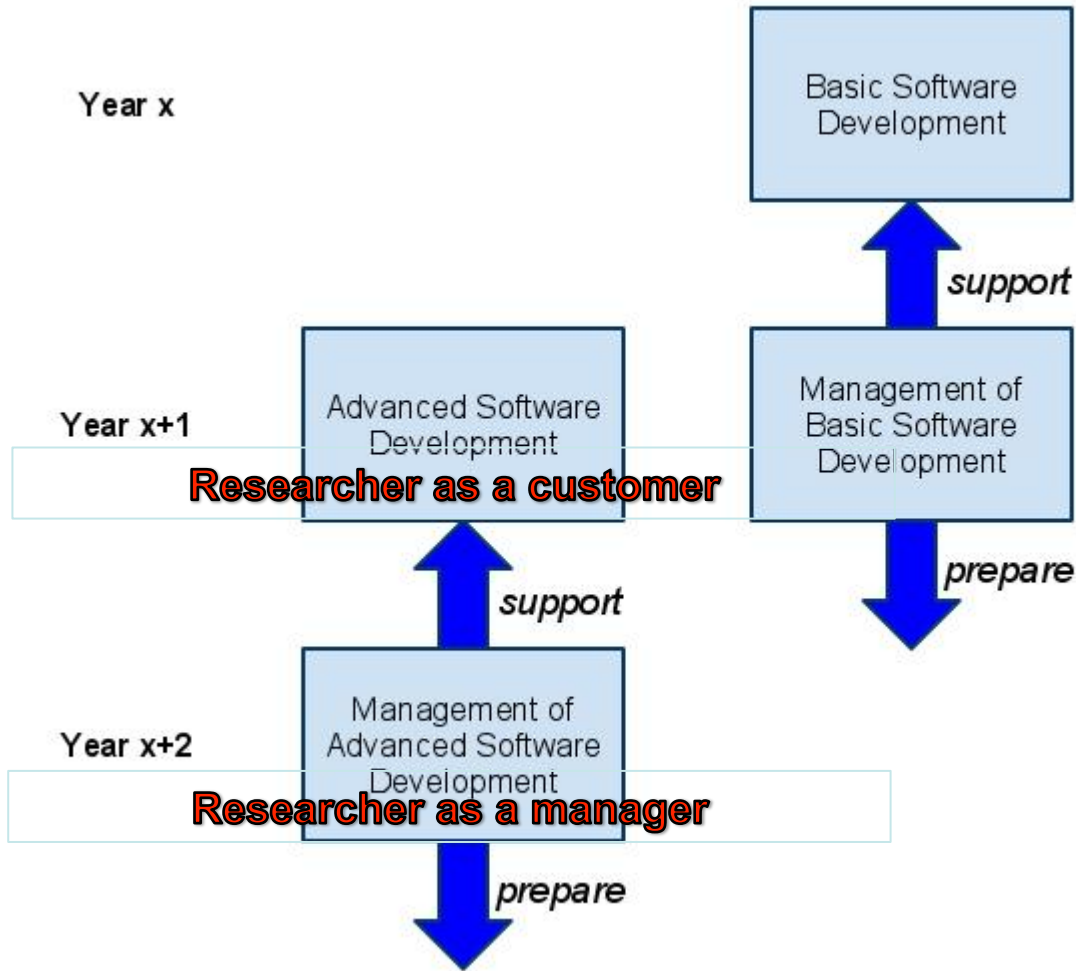 Year x
Basic Software
Development
support
Year x+1
Advanced Software
Development
Management of
Basic Software
Development
Researcher as a customer
prepare
support
Year x+2
Management of
Advanced Software
Development
Researcher as a manager
prepare